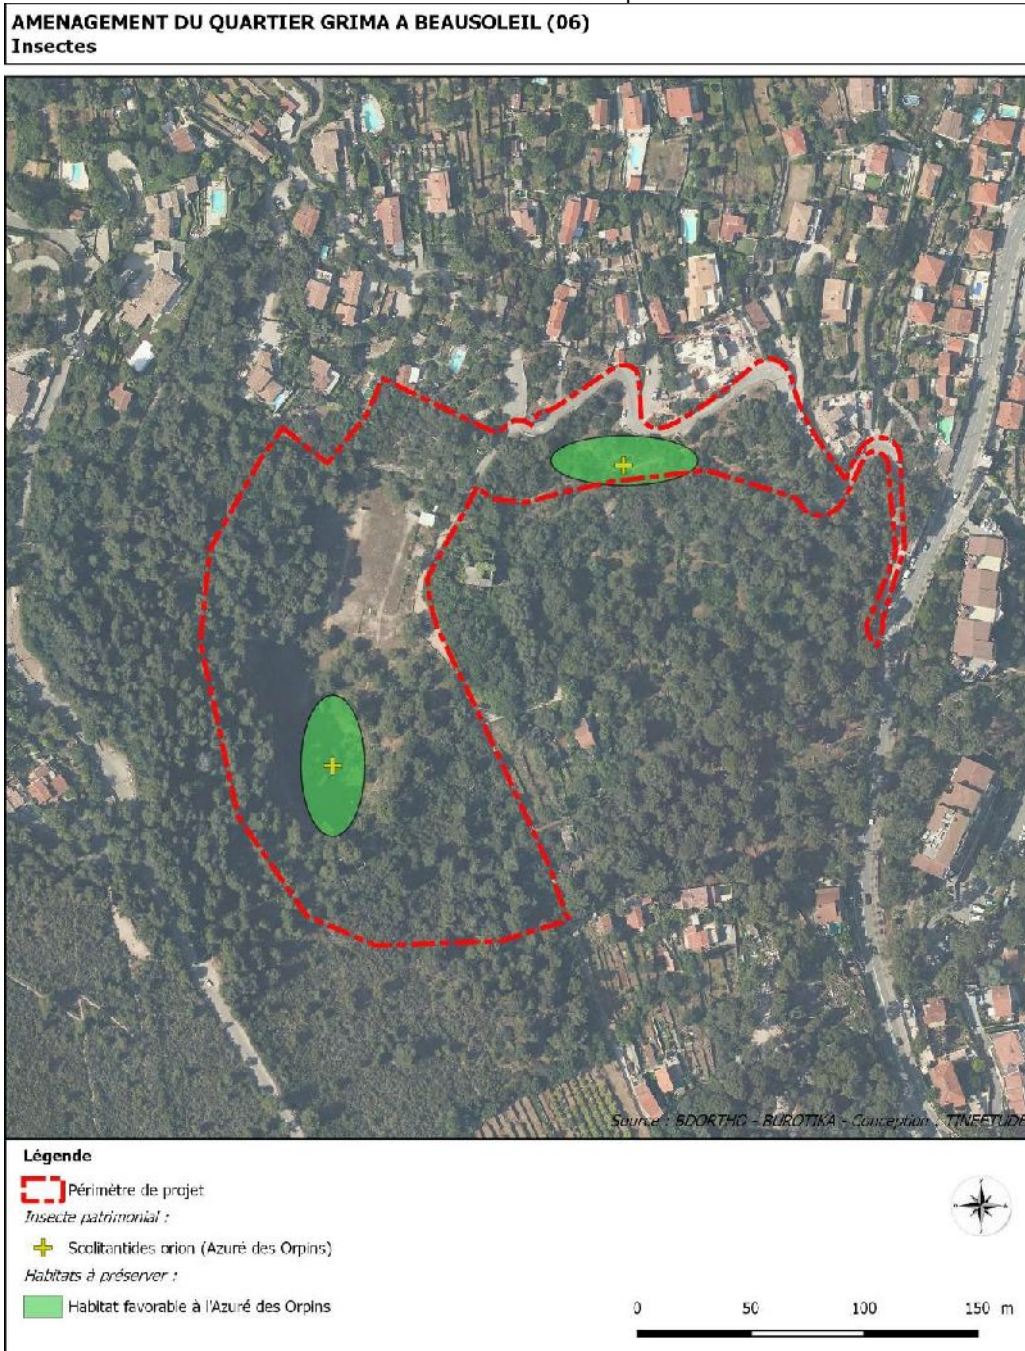 AMENAGEMENT DU QUARTIER GRIMA A BEAUSOLEIL (06)
Insectes
Source : BDORTHO - BUROTIKA - Conception : TINEETUDE
Légende
Périmètre de projet
Insecte patrimonial :
Scolitantides orion (Azuré des Orpins)
Habitats à préserver :
Habitat favorable à l'Azuré des Orpins
0 50 100 150 m